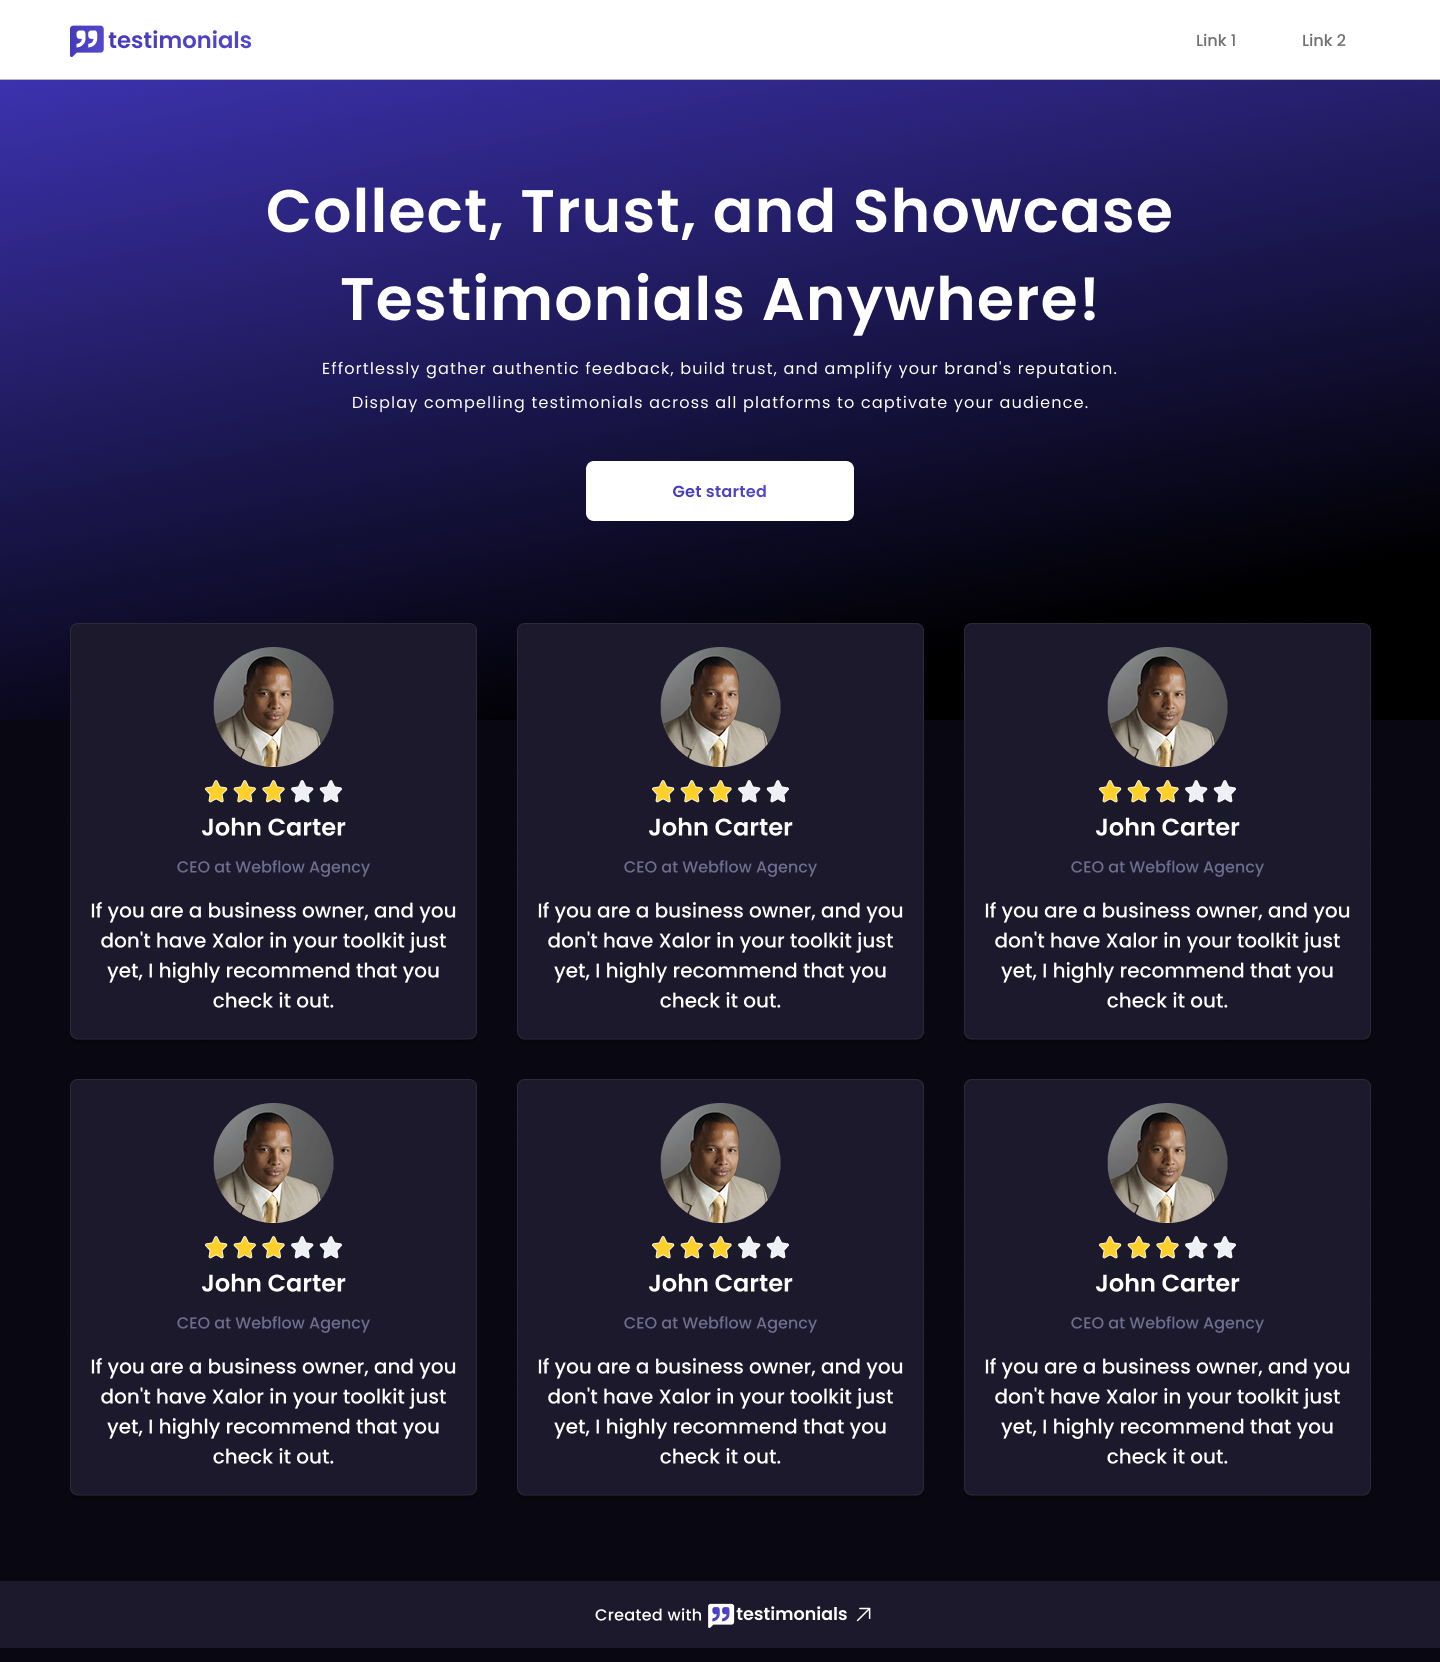 testimonials
Link 1
Link 2
Collect, Trust, and Showcase
Testimonials Anywhere!
Effortlessly gather authentic feedback, build trust, and amplify your brand's reputation.
Display compelling testimonials across all platforms to captivate your audience.
Get started
John Carter
CEO at Webflow Agency
If you are a business owner, and you
don't have Xalor in your toolkit just
yet, I highly recommend that you
check it out.
John Carter
CEO at Webflow Agency
If you are a business owner, and you
don't have Xalor in your toolkit just
yet, I highly recommend that you
check it out.
John Carter
CEO at Webflow Agency
If you are a business owner, and you
don't have Xalor in your toolkit just
yet, I highly recommend that you
check it out.
John Carter
CEO at Webflow Agency
If you are a business owner, and you
don't have Xalor in your toolkit just
yet, I highly recommend that you
check it out.
John Carter
CEO at Webflow Agency
If you are a business owner, and you
don't have Xalor in your toolkit just
yet, I highly recommend that you
check it out.
John Carter
CEO at Webflow Agency
If you are a business owner, and you
don't have Xalor in your toolkit just
yet, I highly recommend that you
check it out.
Created with testimonials